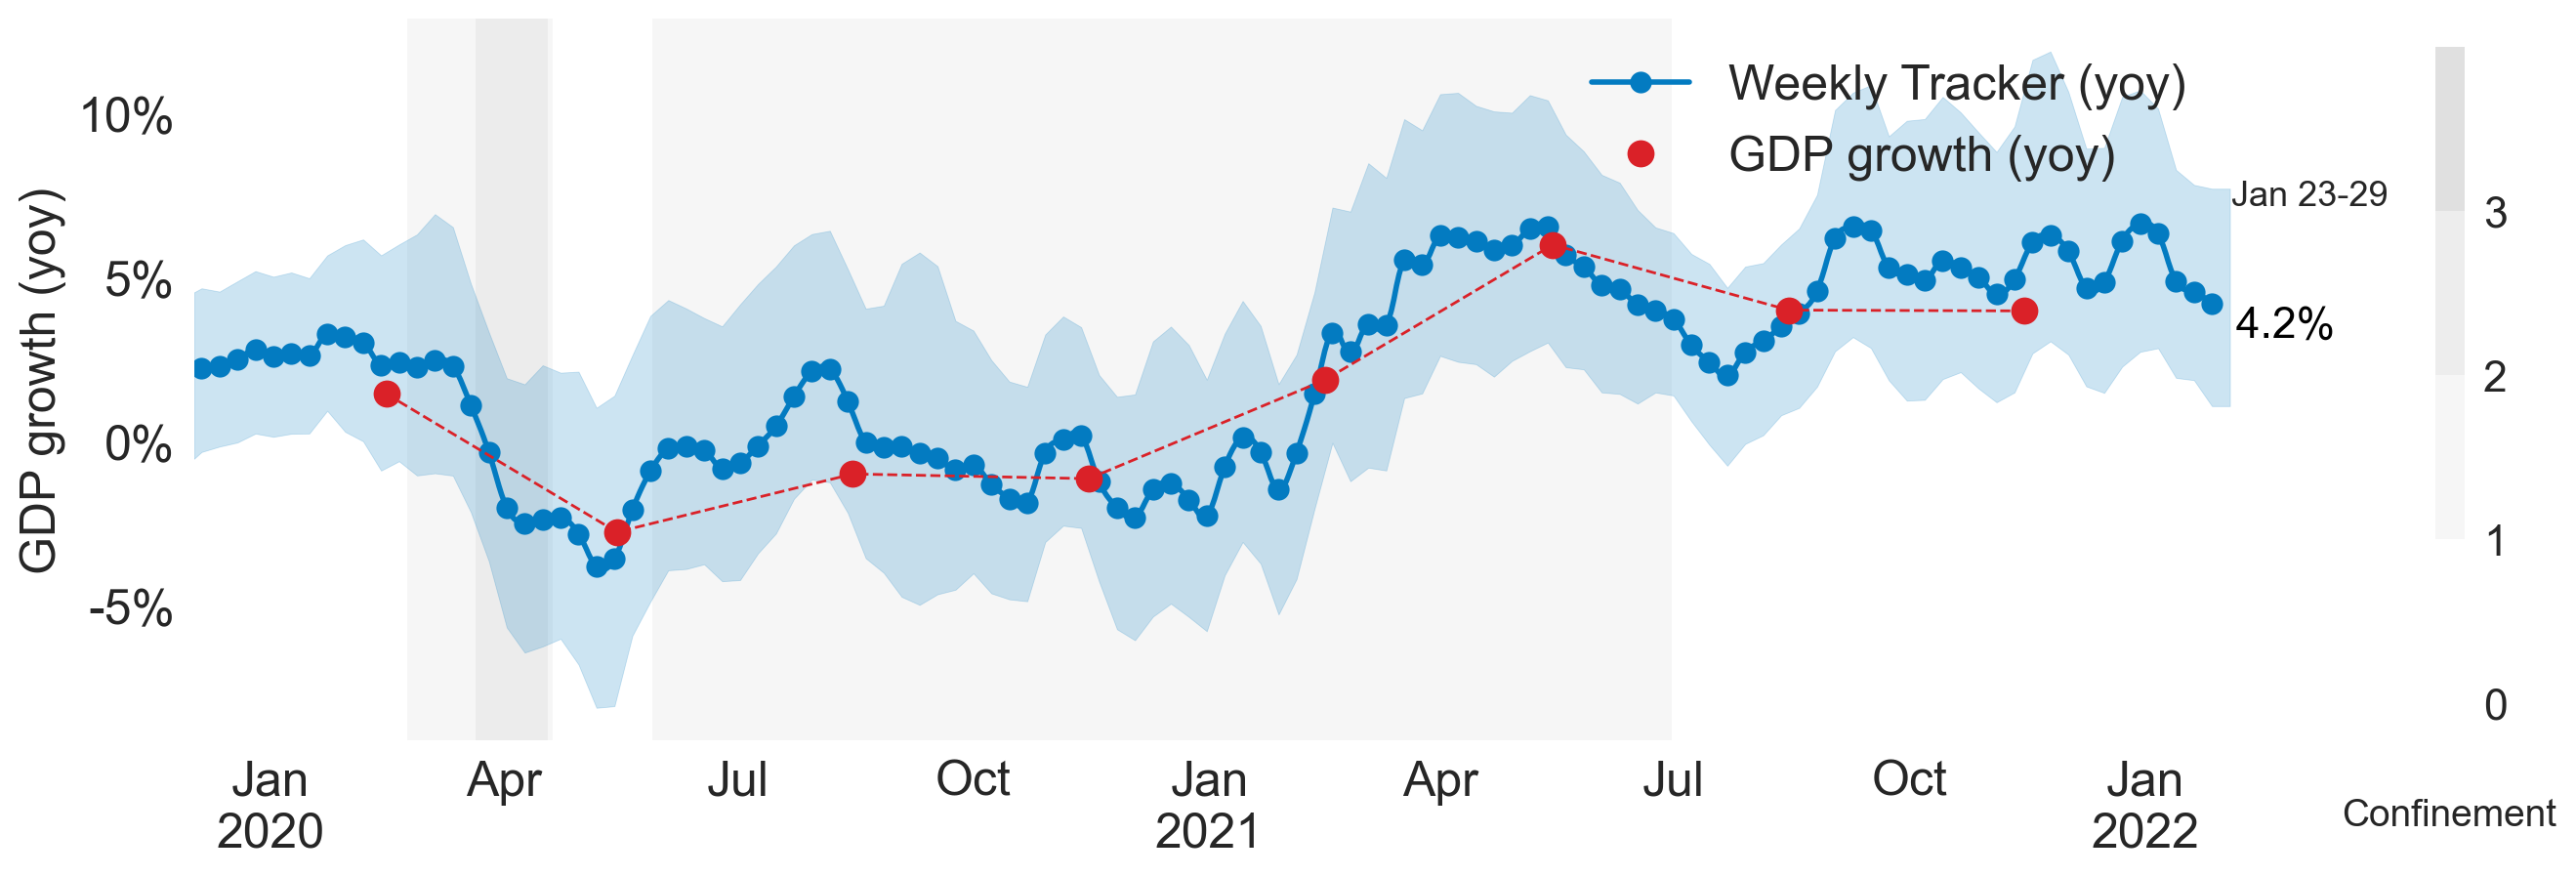 Weekly Tracker (yoy)
GDP growth (yoy)
GDP growth (yoy)
10%
5%
0%
-5%
Jan 23-29
4.2%
3
2
1
0
Confinement
Jan Apr Jul Oct Jan Apr Jul Oct Jan
2020 2021 2022